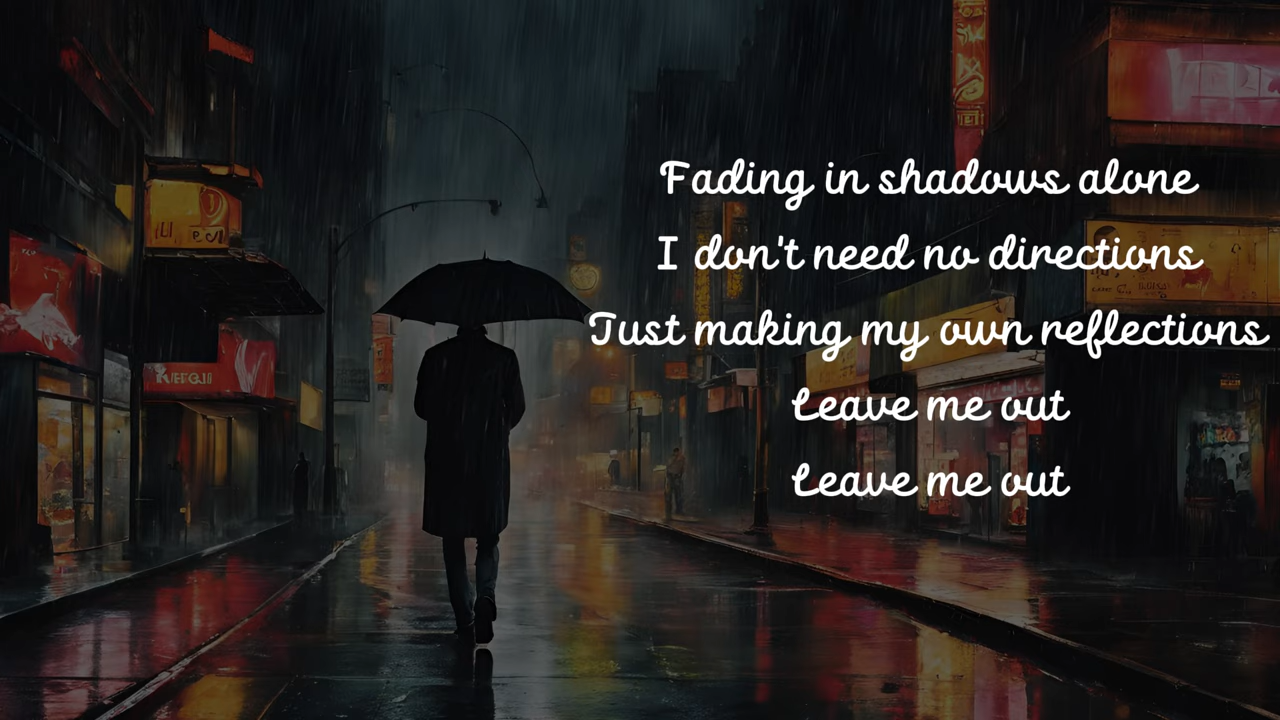 Fading in shadows alone
I don't need no directions
Just making my own reflections
Leave me out
Leave me out